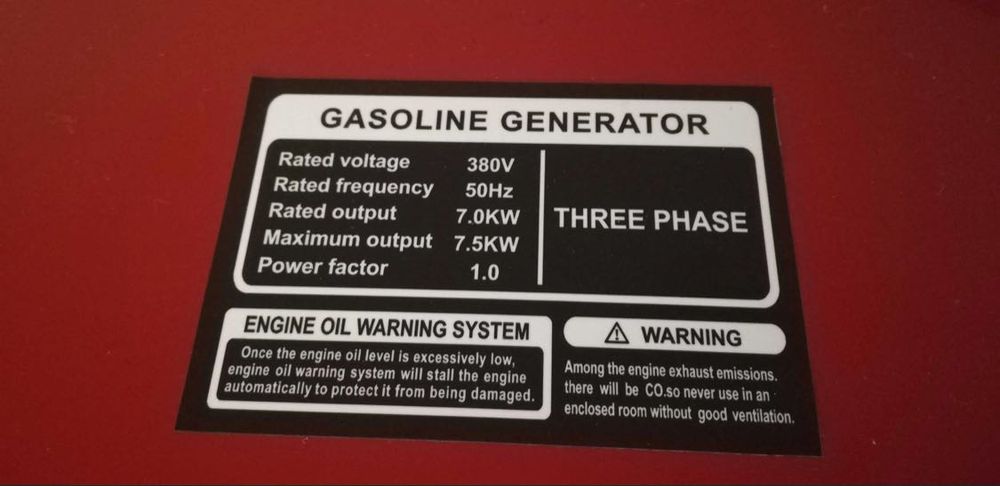 GASOLINE GENERATOR
Rated voltage 380V
Rated frequency 50Hz
Rated output 7.0KW
Maximum output 7.5KW
Power factor 1.0
THREE PHASE
ENGINE OIL WARNING SYSTEM
Once the engine oil level is excessively low,
engine oil warning system will stall the engine
automatically to protect it from being damaged.
⚠ WARNING
Among the engine exhaust emissions.
there will be CO.so never use in an
enclosed room without good ventilation.